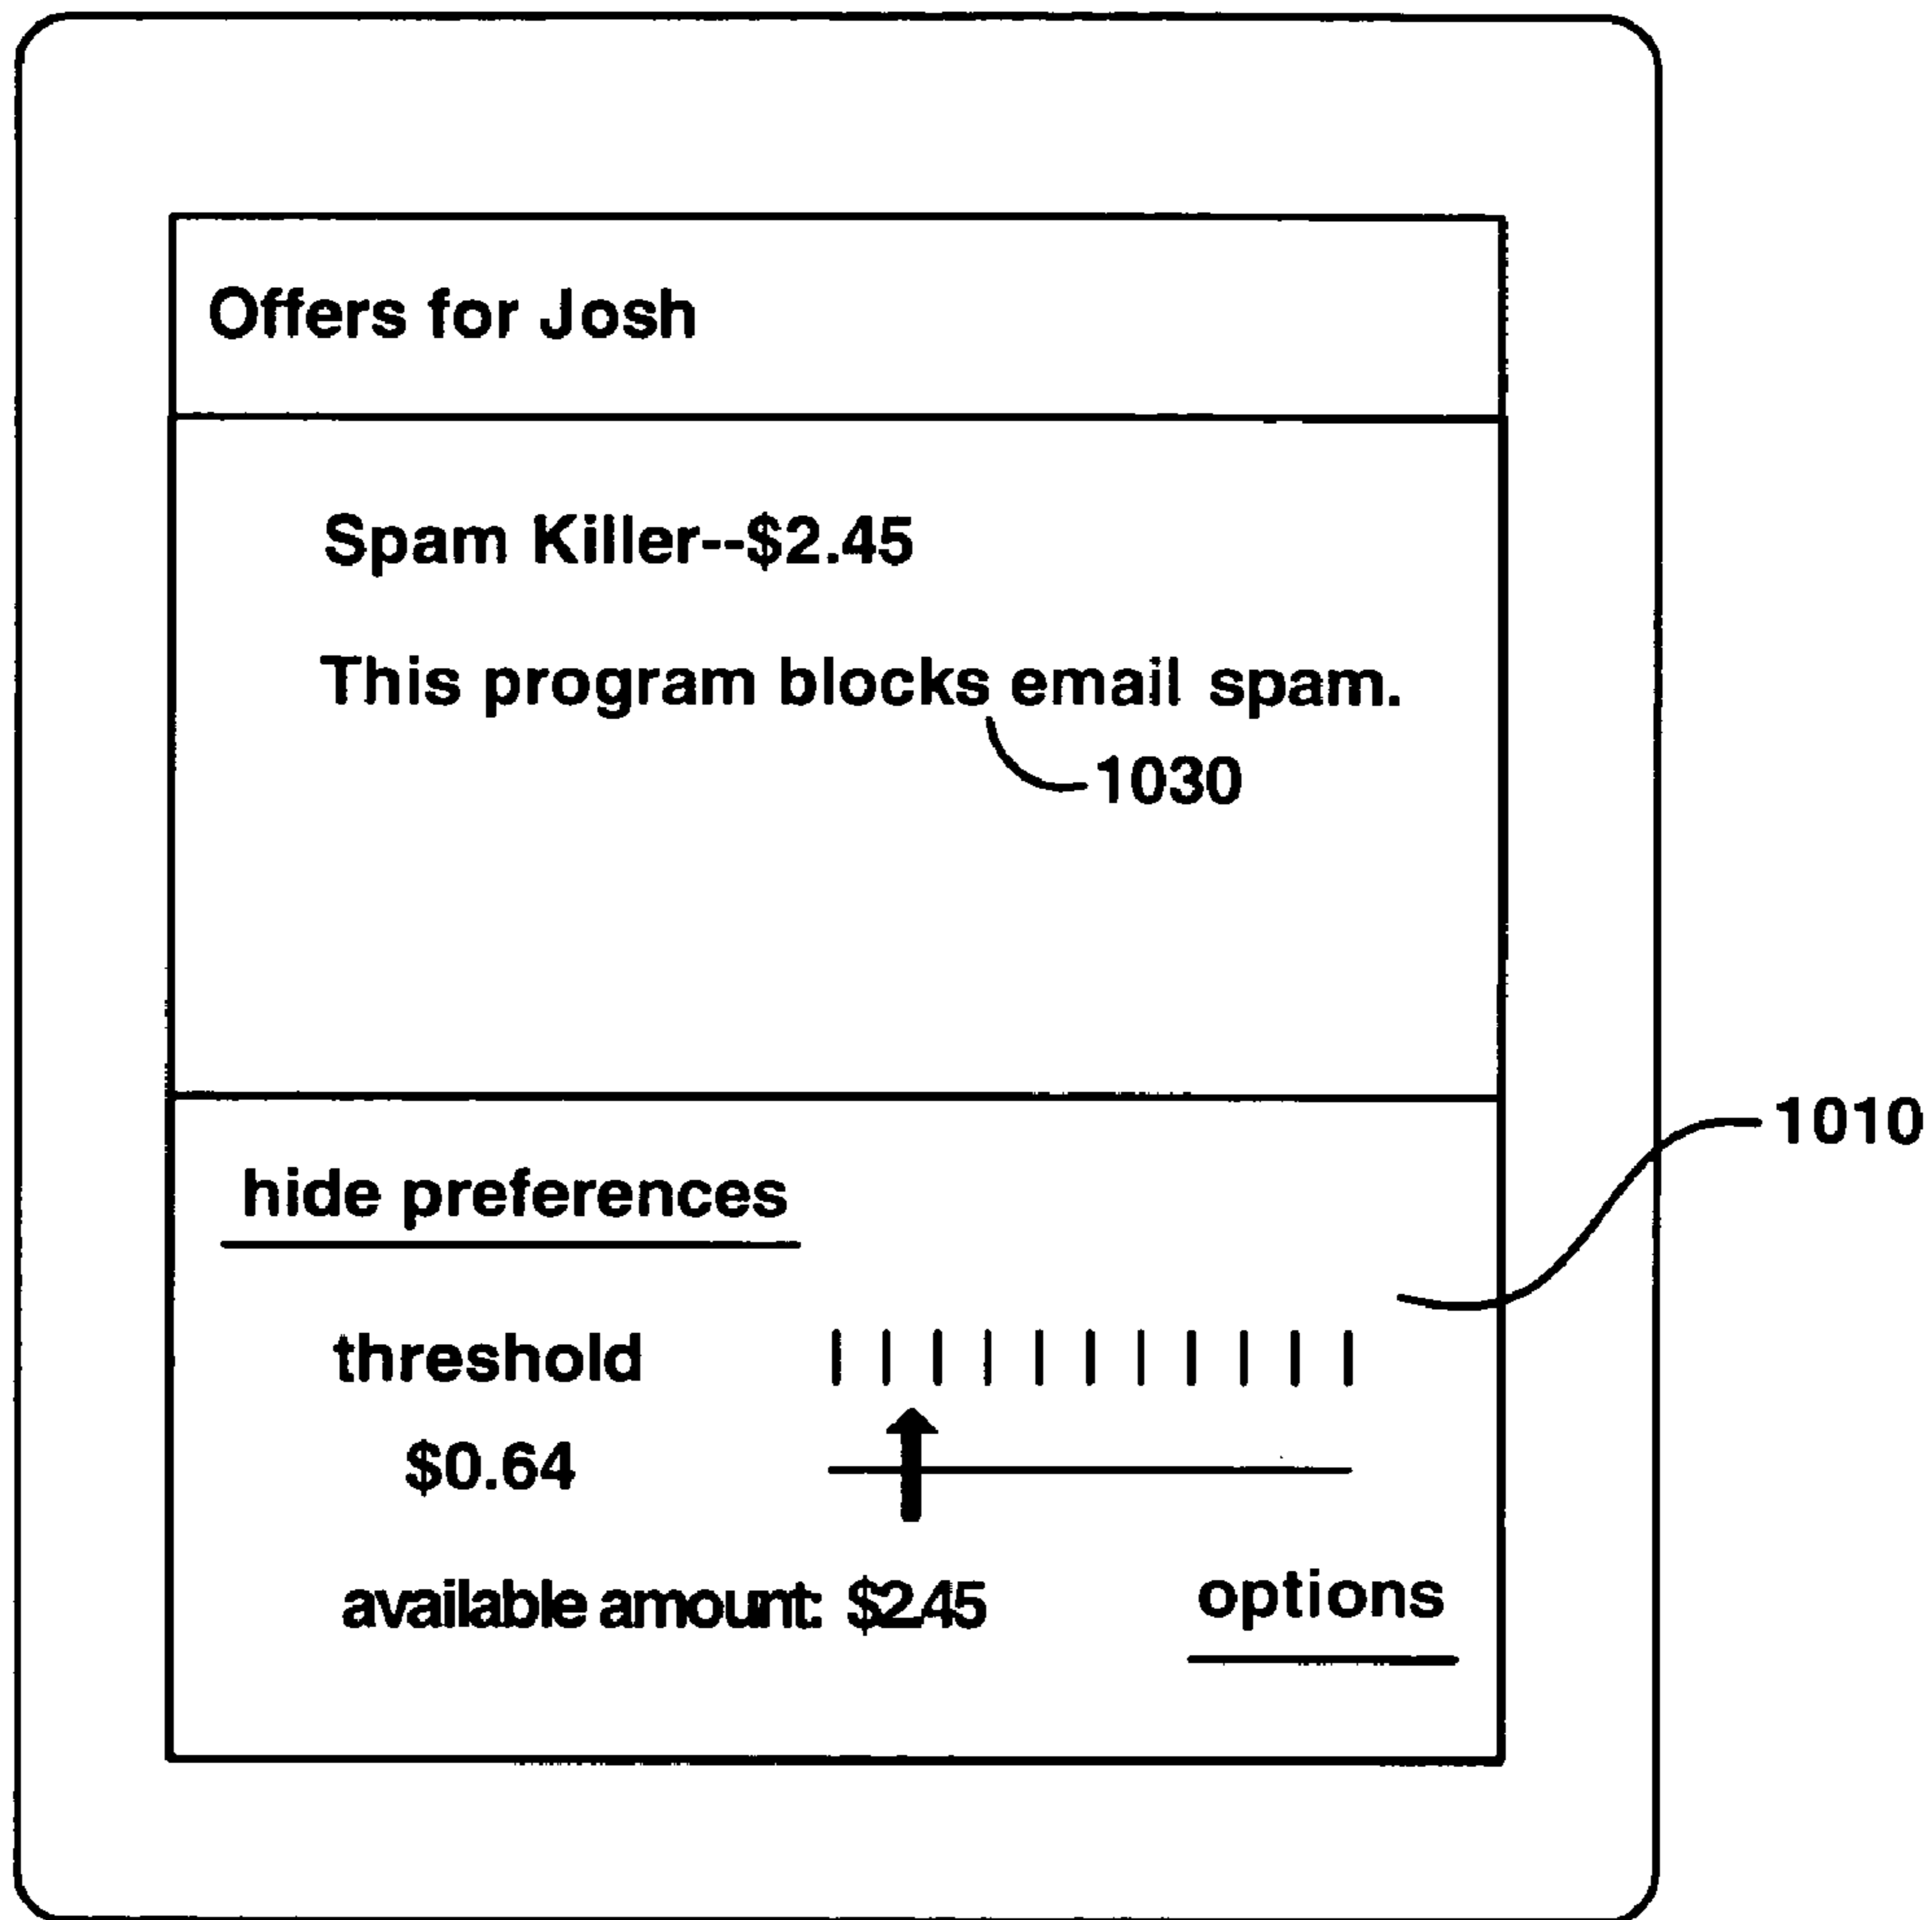 Offers for Josh
Spam Killer--$2.45
This program blocks email spam.
1030
1010
hide preferences
threshold
$0.64
available amount: $2.45
options